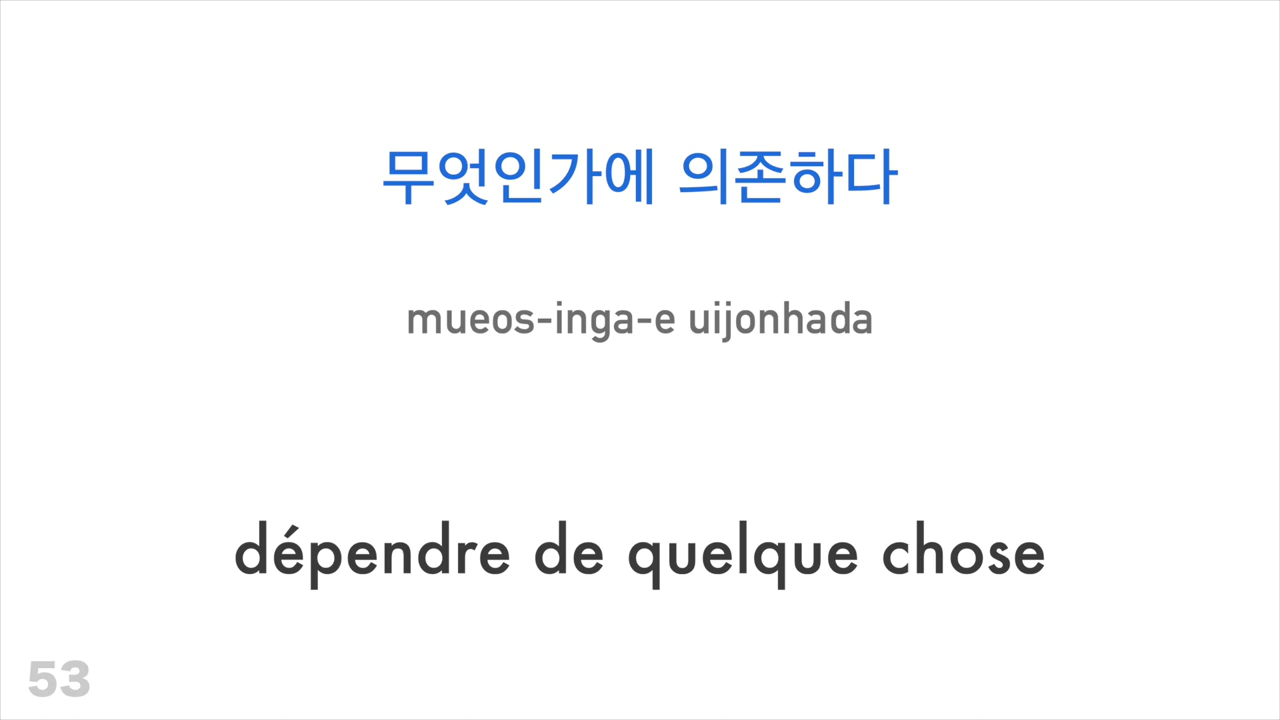 무엇인가에 의존하다
mueos-inga-e uijonhada
dépendre de quelque chose
53